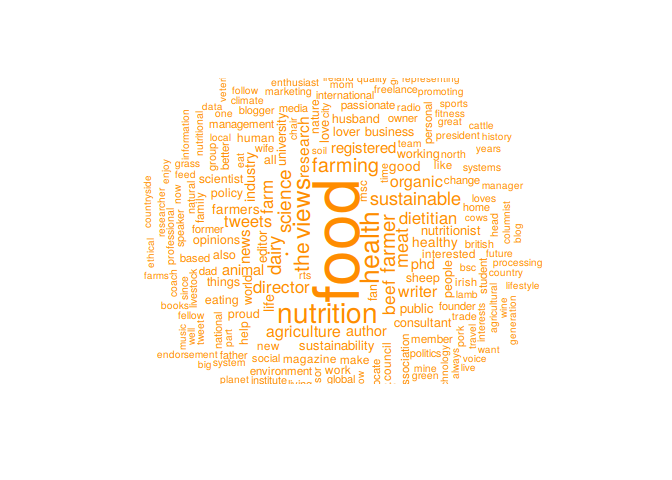 enthusiast
quality
representing
mom
veter
follow
marketing
freelance
promoting
climate
international
data
blogger
media
passionate
radio
sports
one
nature
fitness
management
chair
love
city
husband
owner
personal
great
cattle
information
nutritional
local
human
university
lover
business
president
history
group
better
wife
research
soil
registered
team
years
eat
industry
all
farming
working
north
grass
scientist
time
good
like
systems
enjoy
feed
science
msc
organic
change
manager
countryside
researcher
now
natural
family
policy
farm
views
food
health
sustainable
loves
professional
speaker
farmers
tweets
dietitian
home
cows
columnist
former
head
blog
opinions
editor
the
farmer
meat
nutritionist
british
ethical
based
also
news
dairy
healthy
interested
future
farms
coach
dad
animal
rts
phd
people
bsc
student
processing
country
since
livestock
things
world
director
fan
beef
sheep
irish
lifestyle
books
eating
life
writer
lamb
agricultural
wine
fellow
national
proud
nutrition
public
founder
generation
music
well
tweet
part
help
agriculture
author
consultant
trade
travel
interests
new
sustainability
member
pork
endorsement
father
social
magazine
make
council
politics
want
big
system
environment
work
mine
always
voice
live
planet
institute
global
green